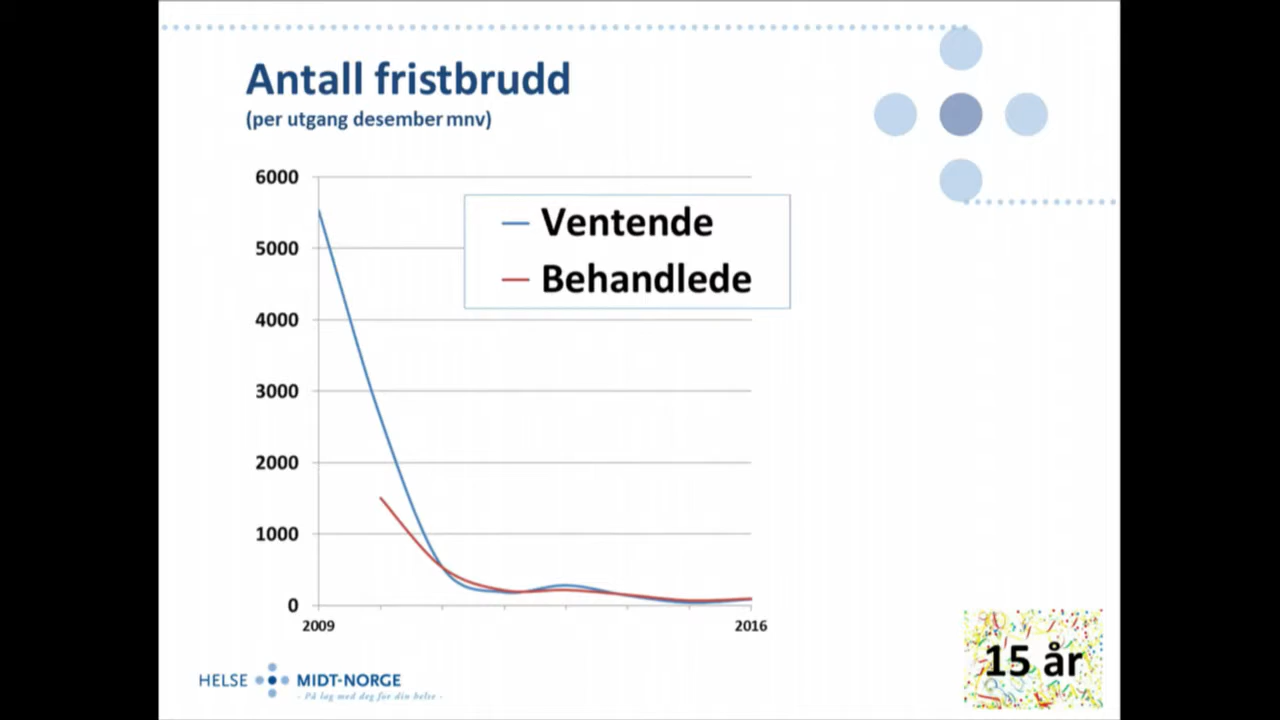 Antall fristbrudd
(per utgang desember mnv)
6000
5000
4000
3000
2000
1000
0
Ventende
Behandlede
2009
2016
HELSE MIDT-NORGE
- På lag med deg for din helse -
15 år